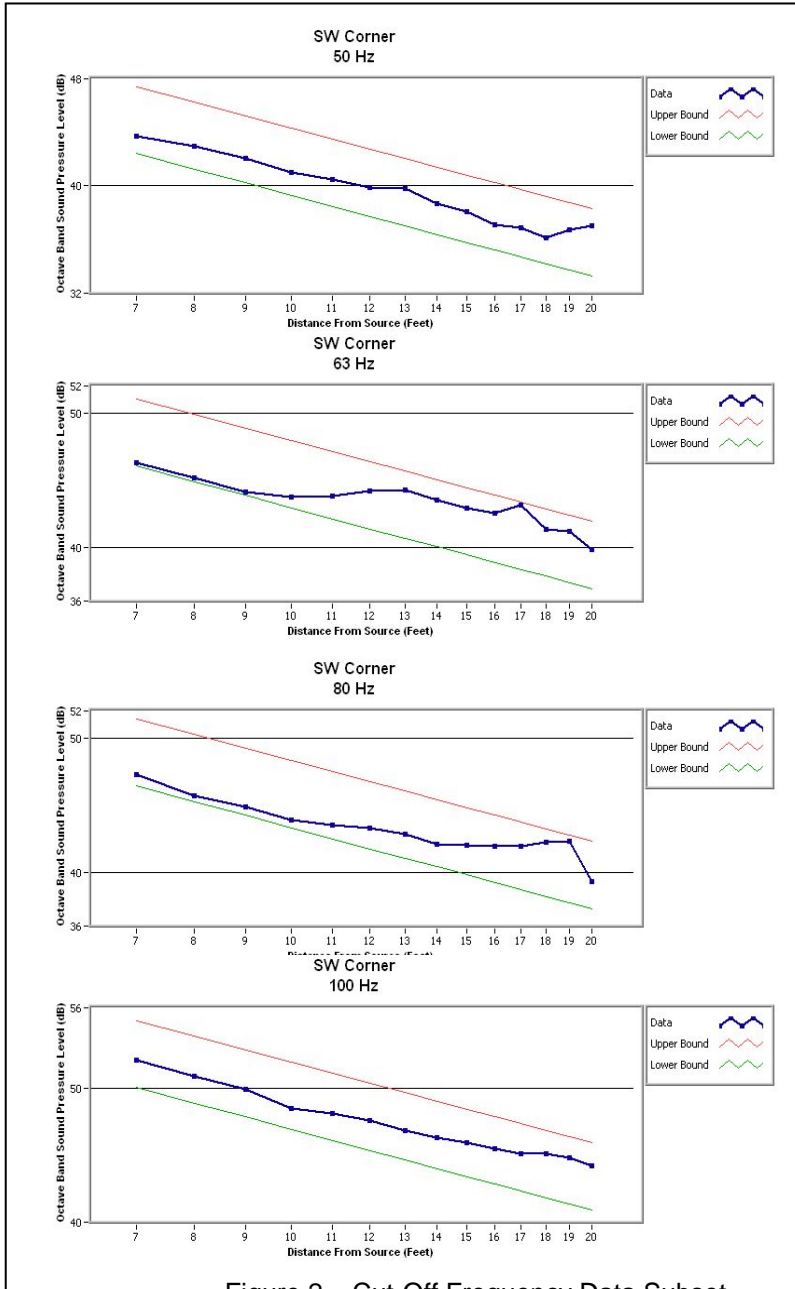 SW Corner
50 Hz
Octave Band Sound Pressure Level (dB)
48
40
32
7 8 9 10 11 12 13 14 15 16 17 18 19 20
Distance From Source (Feet)
Data
Upper Bound
Lower Bound
SW Corner
63 Hz
Octave Band Sound Pressure Level (dB)
52
50
40
36
7 8 9 10 11 12 13 14 15 16 17 18 19 20
Distance From Source (Feet)
Data
Upper Bound
Lower Bound
SW Corner
80 Hz
Octave Band Sound Pressure Level (dB)
52
50
40
36
7 8 9 10 11 12 13 14 15 16 17 18 19 20
Distance From Source (Feet)
Data
Upper Bound
Lower Bound
SW Corner
100 Hz
Octave Band Sound Pressure Level (dB)
56
50
40
7 8 9 10 11 12 13 14 15 16 17 18 19 20
Distance From Source (Feet)
Data
Upper Bound
Lower Bound